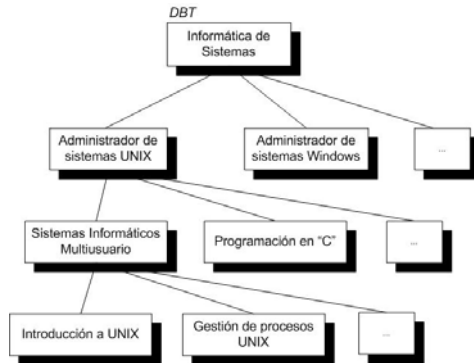 DBT
Informática de
Sistemas
Administrador de
sistemas UNIX
Administrador de
sistemas Windows
...
Sistemas Informáticos
Multiusuario
Programación en "C"
...
Introducción a UNIX
Gestión de procesos
UNIX
...